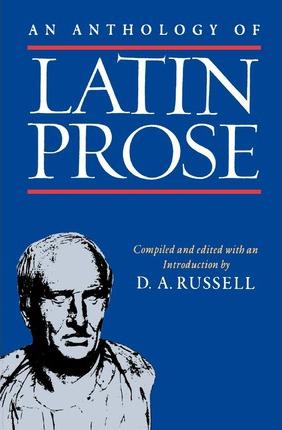 AN ANTHOLOGY OF
LATIN
PROSE
Compiled and edited with an
Introduction by
D. A. RUSSELL